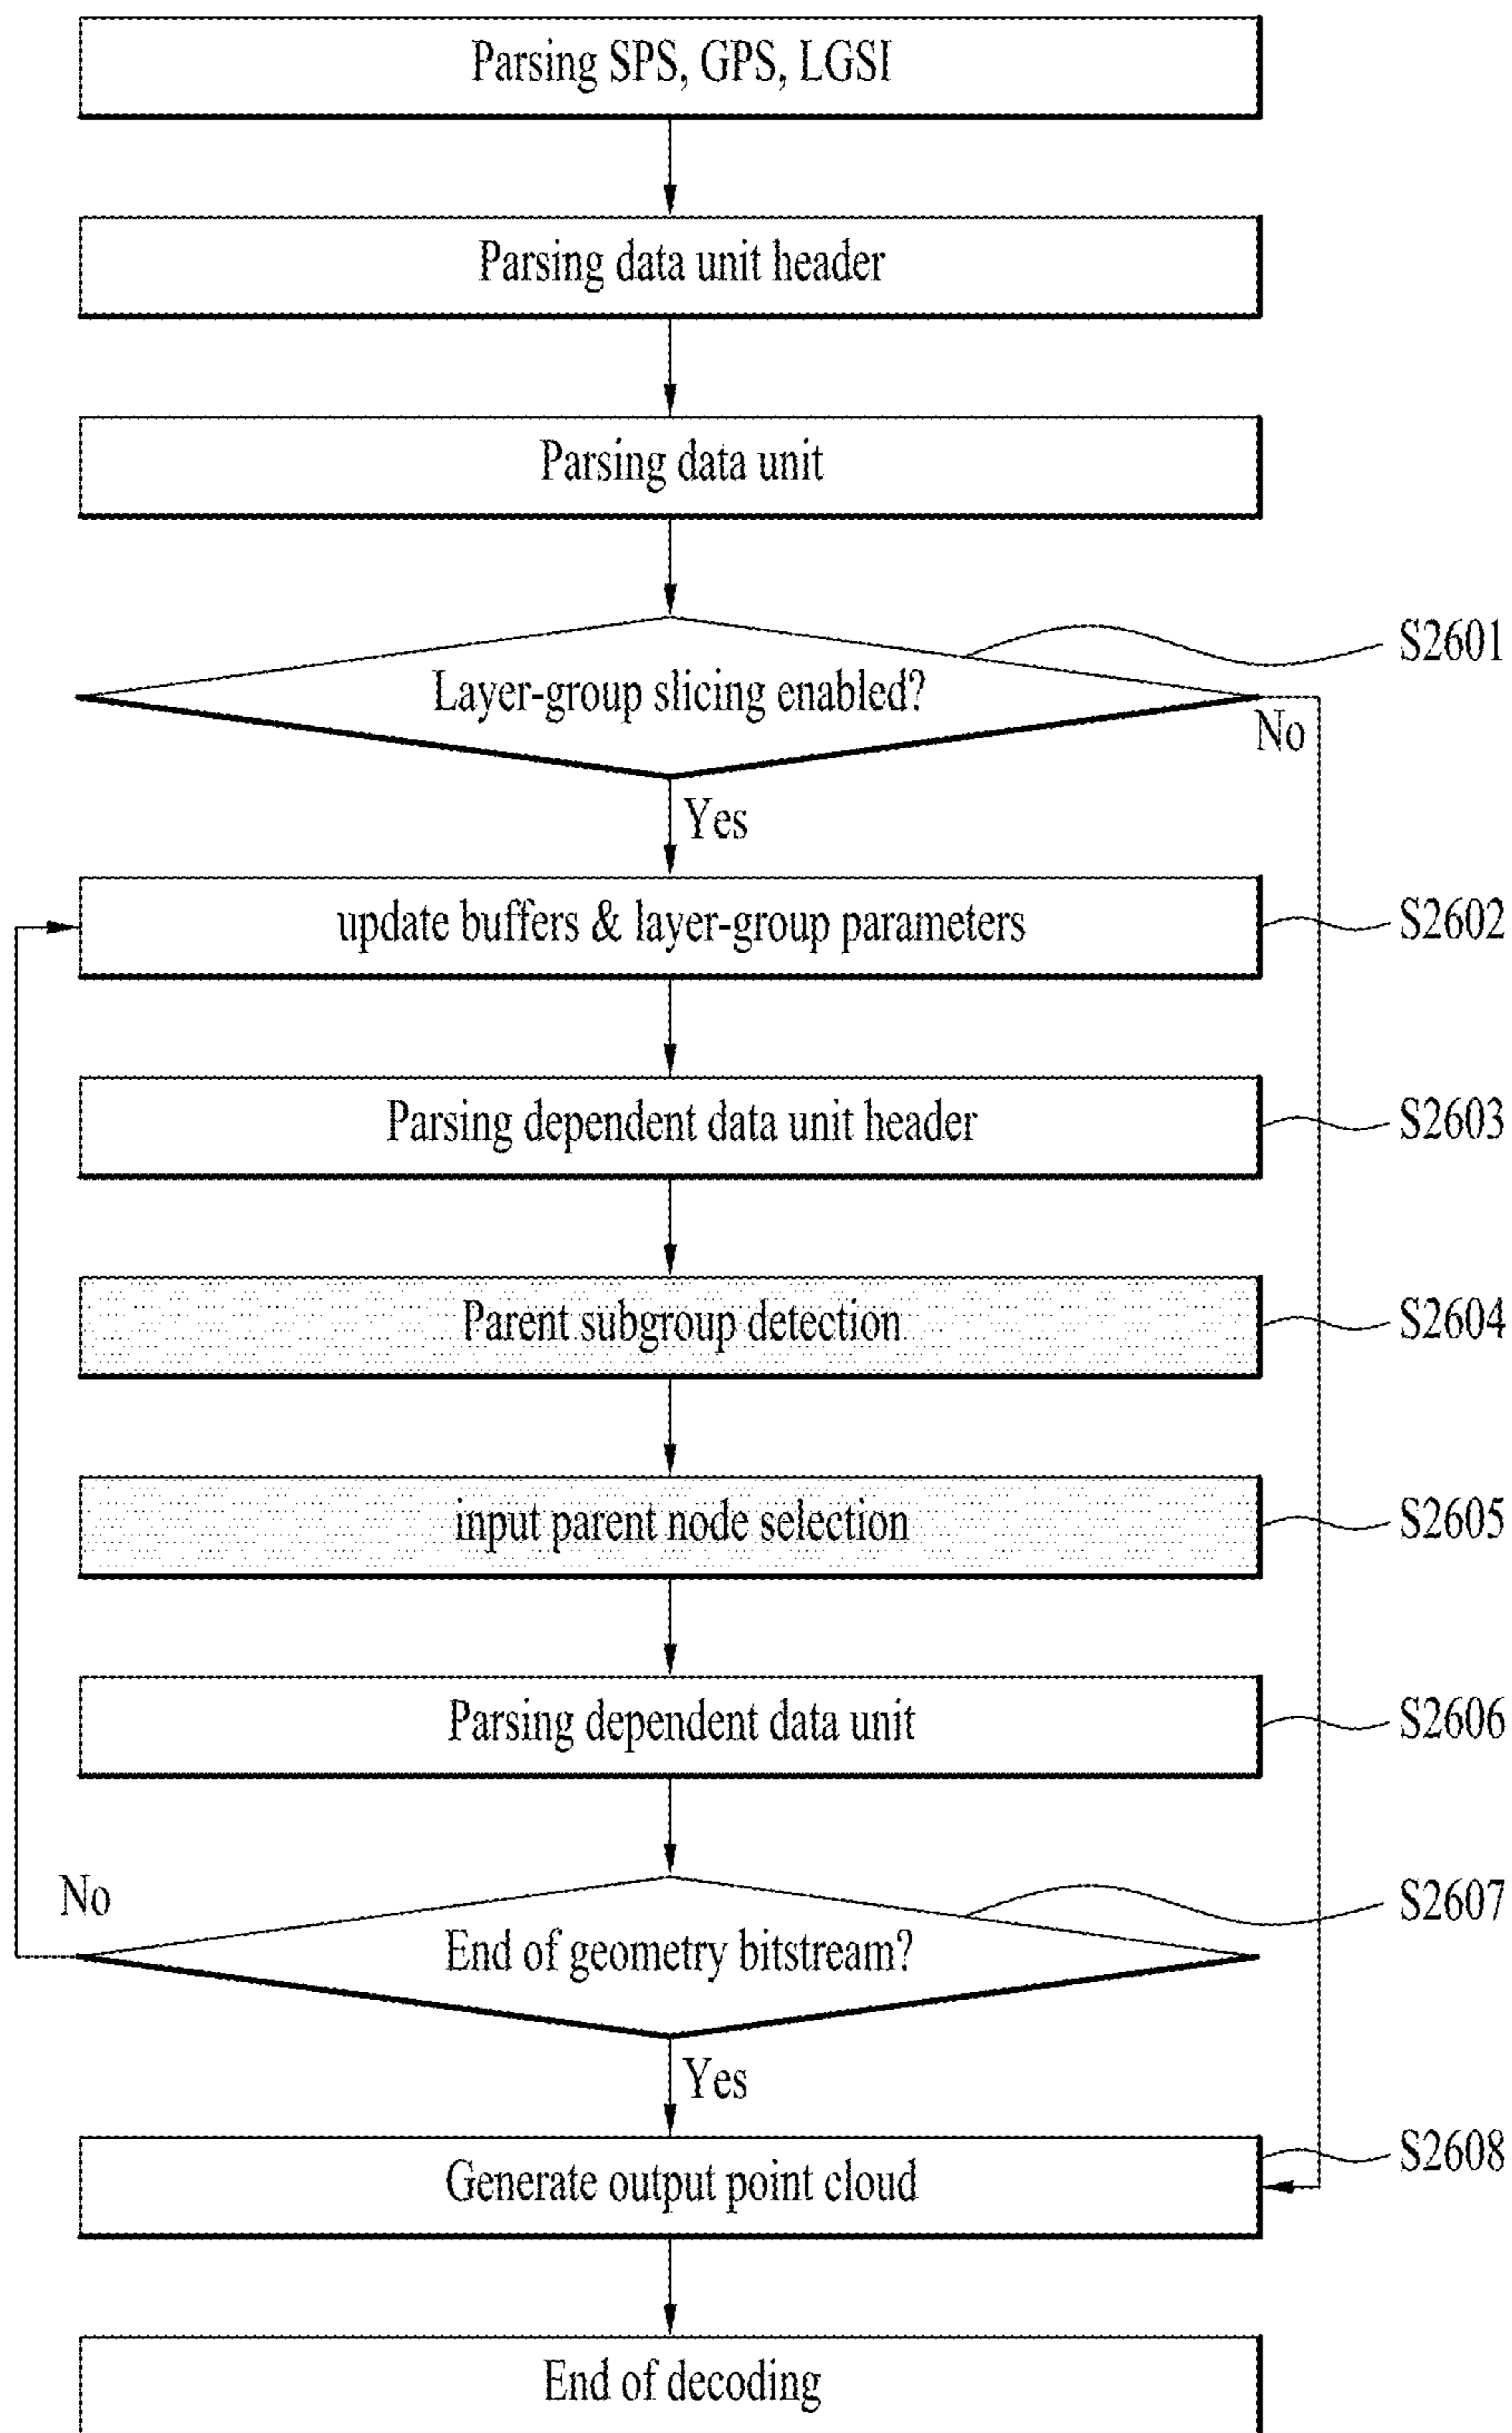 Parsing SPS, GPS, LGSI
Parsing data unit header
Parsing data unit
Layer-group slicing enabled?
S2601
No
Yes
update buffers & layer-group parameters
S2602
Parsing dependent data unit header
S2603
Parent subgroup detection
S2604
input parent node selection
S2605
Parsing dependent data unit
S2606
No
End of geometry bitstream?
S2607
Yes
Generate output point cloud
S2608
End of decoding